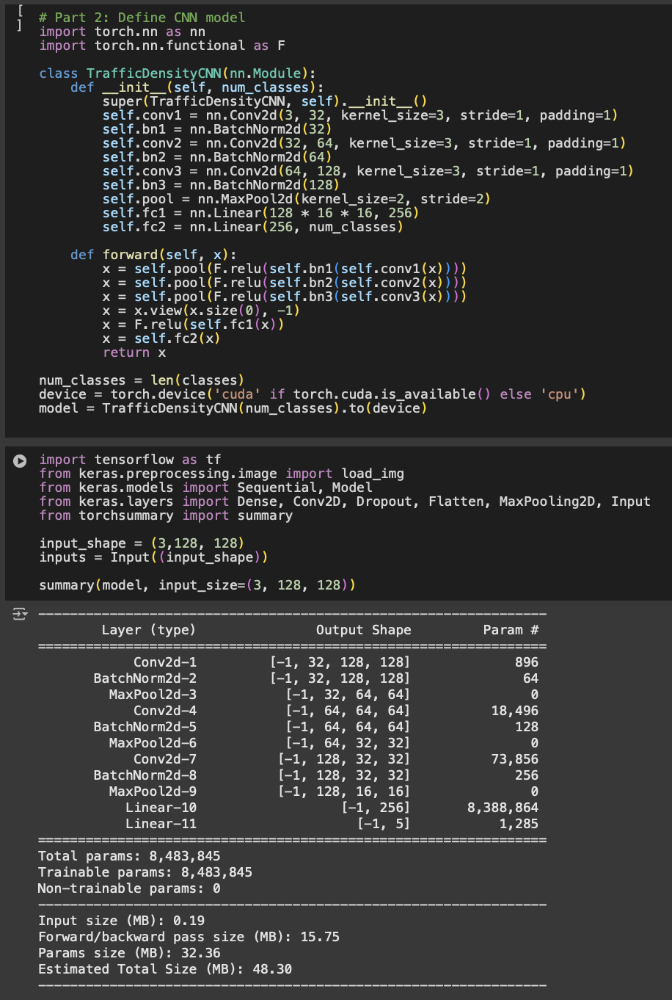 [ ]
# Part 2: Define CNN model
import torch.nn as nn
import torch.nn.functional as F

class TrafficDensityCNN(nn.Module):
    def __init__(self, num_classes):
        super(TrafficDensityCNN, self).__init__()
        self.conv1 = nn.Conv2d(3, 32, kernel_size=3, stride=1, padding=1)
        self.bn1 = nn.BatchNorm2d(32)
        self.conv2 = nn.Conv2d(32, 64, kernel_size=3, stride=1, padding=1)
        self.bn2 = nn.BatchNorm2d(64)
        self.conv3 = nn.Conv2d(64, 128, kernel_size=3, stride=1, padding=1)
        self.bn3 = nn.BatchNorm2d(128)
        self.pool = nn.MaxPool2d(kernel_size=2, stride=2)
        self.fc1 = nn.Linear(128 * 16 * 16, 256)
        self.fc2 = nn.Linear(256, num_classes)

    def forward(self, x):
        x = self.pool(F.relu(self.bn1(self.conv1(x))))
        x = self.pool(F.relu(self.bn2(self.conv2(x))))
        x = self.pool(F.relu(self.bn3(self.conv3(x))))
        x = x.view(x.size(0), -1)
        x = F.relu(self.fc1(x))
        x = self.fc2(x)
        return x

num_classes = len(classes)
device = torch.device('cuda' if torch.cuda.is_available() else 'cpu')
model = TrafficDensityCNN(num_classes).to(device)

import tensorflow as tf
from keras.preprocessing.image import load_img
from keras.models import Sequential, Model
from keras.layers import Dense, Conv2D, Dropout, Flatten, MaxPooling2D, Input
from torchsummary import summary

input_shape = (3,128, 128)
inputs = Input((input_shape))

summary(model, input_size=(3, 128, 128))

----------------------------------------------------------------
        Layer (type)               Output Shape         Param #
================================================================
            Conv2d-1         [-1, 32, 128, 128]             896
       BatchNorm2d-2         [-1, 32, 128, 128]              64
         MaxPool2d-3           [-1, 32, 64, 64]               0
            Conv2d-4           [-1, 64, 64, 64]          18,496
       BatchNorm2d-5           [-1, 64, 64, 64]             128
         MaxPool2d-6           [-1, 64, 32, 32]               0
            Conv2d-7          [-1, 128, 32, 32]          73,856
       BatchNorm2d-8          [-1, 128, 32, 32]             256
         MaxPool2d-9          [-1, 128, 16, 16]               0
           Linear-10                  [-1, 256]       8,388,864
           Linear-11                    [-1, 5]           1,285
================================================================
Total params: 8,483,845
Trainable params: 8,483,845
Non-trainable params: 0
----------------------------------------------------------------
Input size (MB): 0.19
Forward/backward pass size (MB): 15.75
Params size (MB): 32.36
Estimated Total Size (MB): 48.30
----------------------------------------------------------------